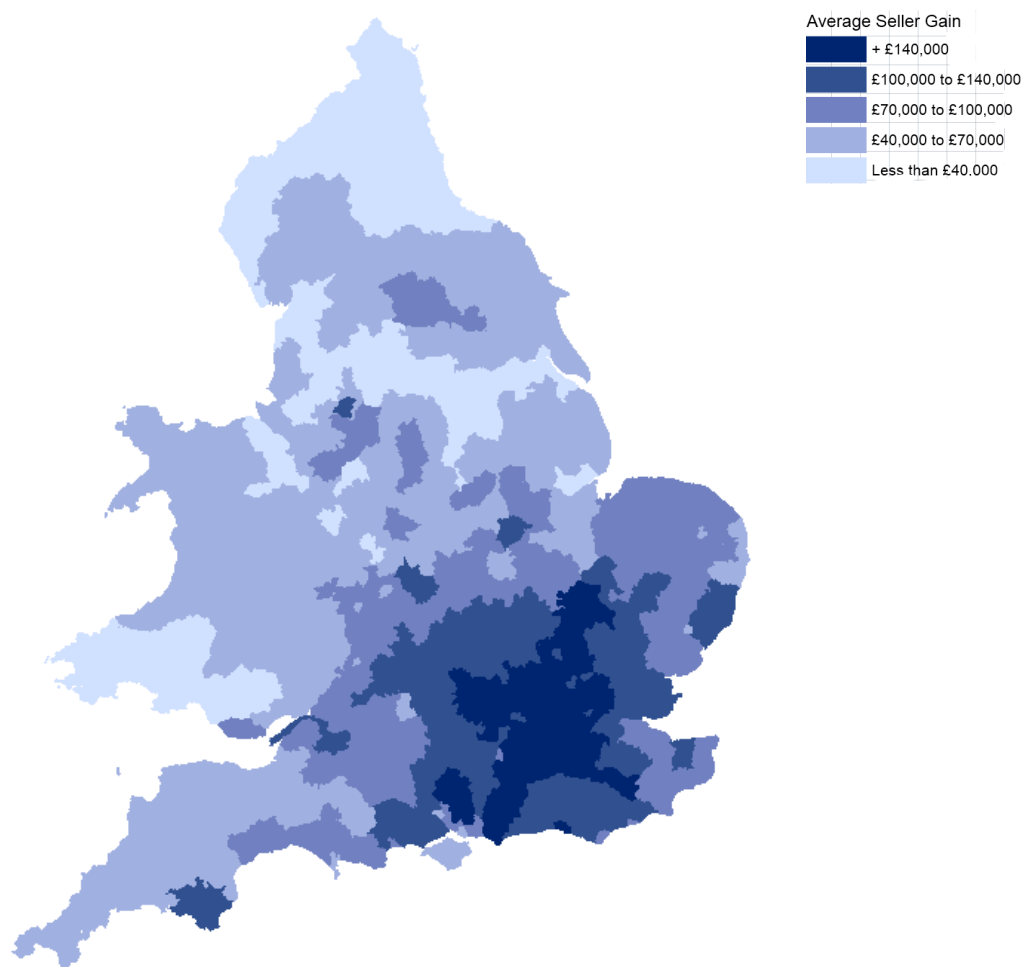 Average Seller Gain
+ £140,000
£100,000 to £140,000
£70,000 to £100,000
£40,000 to £70,000
Less than £40.000